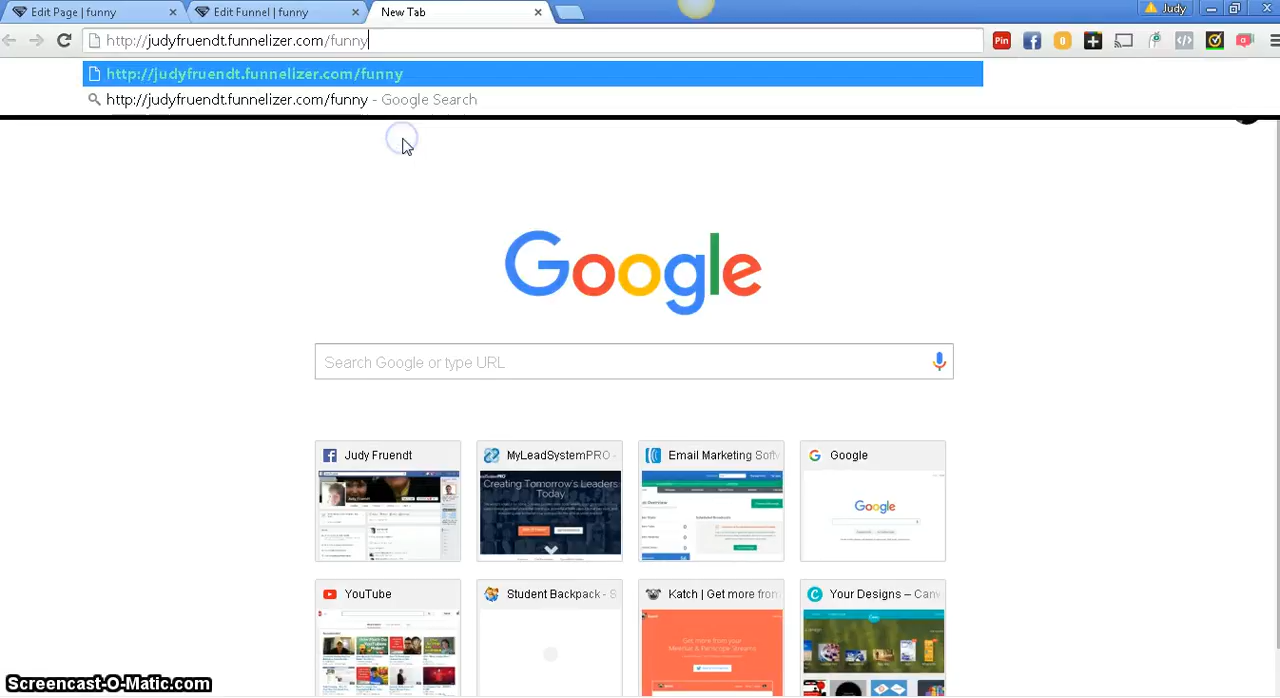 Edit Page | funny
Edit Funnel | funny
New Tab
Judy
http://judyfruendt.funnelizer.com/funny
Pin
http://judyfruendt.funnelizer.com/funny
http://judyfruendt.funnelizer.com/funny - Google Search
Google
Search Google or type URL
Judy Fruendt
MyLeadSystemPRO -
Email Marketing Softw
Google
Creating Tomorrow's Leaders
Today
Google
YouTube
Student Backpack - S
Katch | Get more from
Your Designs – Canv
Screencast-O-Matic.com